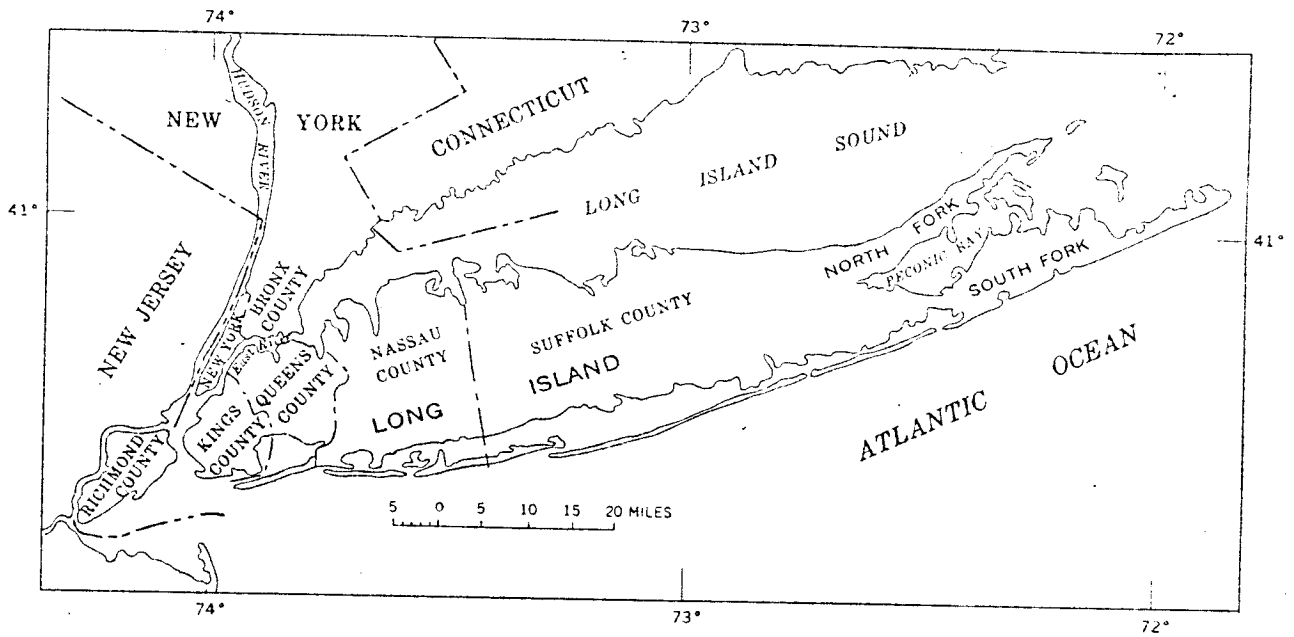 74°
73°
72°
HUDSON RIVER
NEW YORK
CONNECTICUT
LONG ISLAND SOUND
41°
41°
NEW JERSEY
BRONX
COUNTY
NEW YORK
NORTH FORK
PECONIC BAY
SOUTH FORK
NASSAU
COUNTY
SUFFOLK COUNTY
LONG ISLAND
QUEENS
COUNTY
KINGS
COUNTY
RICHMOND
COUNTY
ATLANTIC OCEAN
5 0 5 10 15 20 MILES
74°
73°
72°